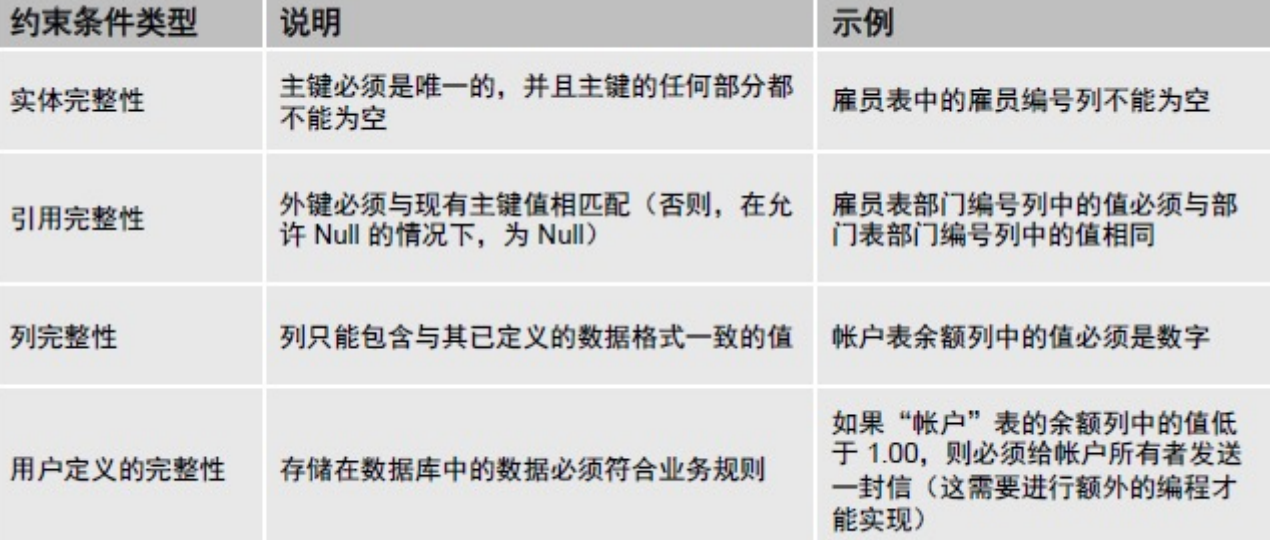 约束条件类型
说明
示例
实体完整性
主键必须是唯一的，并且主键的任何部分都
不能为空
雇员表中的雇员编号列不能为空
引用完整性
外键必须与现有主键值相匹配（否则，在允
许 Null 的情况下，为 Null）
雇员表部门编号列中的值必须与部
门表部门编号列中的值相同
列完整性
列只能包含与其已定义的数据格式一致的值
帐户表余额列中的值必须是数字
用户定义的完整性
存储在数据库中的数据必须符合业务规则
如果“帐户”表的余额列中的值低
于 1.00，则必须给帐户所有者发送
一封信（这需要进行额外的编程才
能实现）